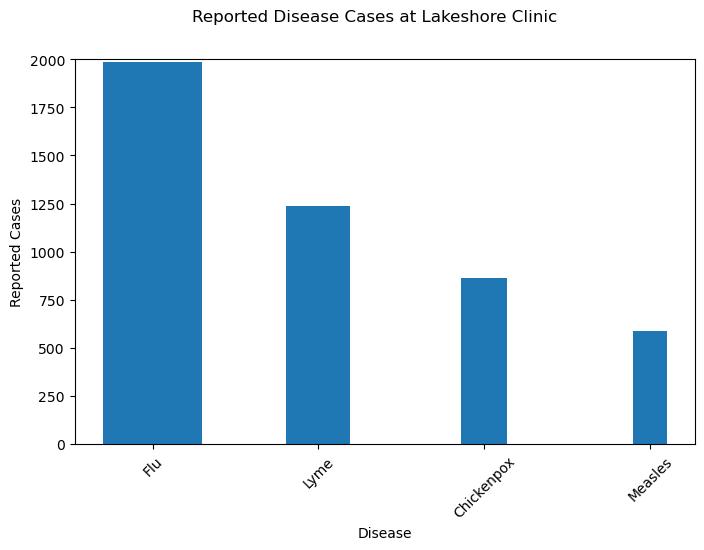 Reported Disease Cases at Lakeshore Clinic
Reported Cases
2000
1750
1500
1250
1000
750
500
250
0
Flu
Lyme
Chickenpox
Measles
Disease